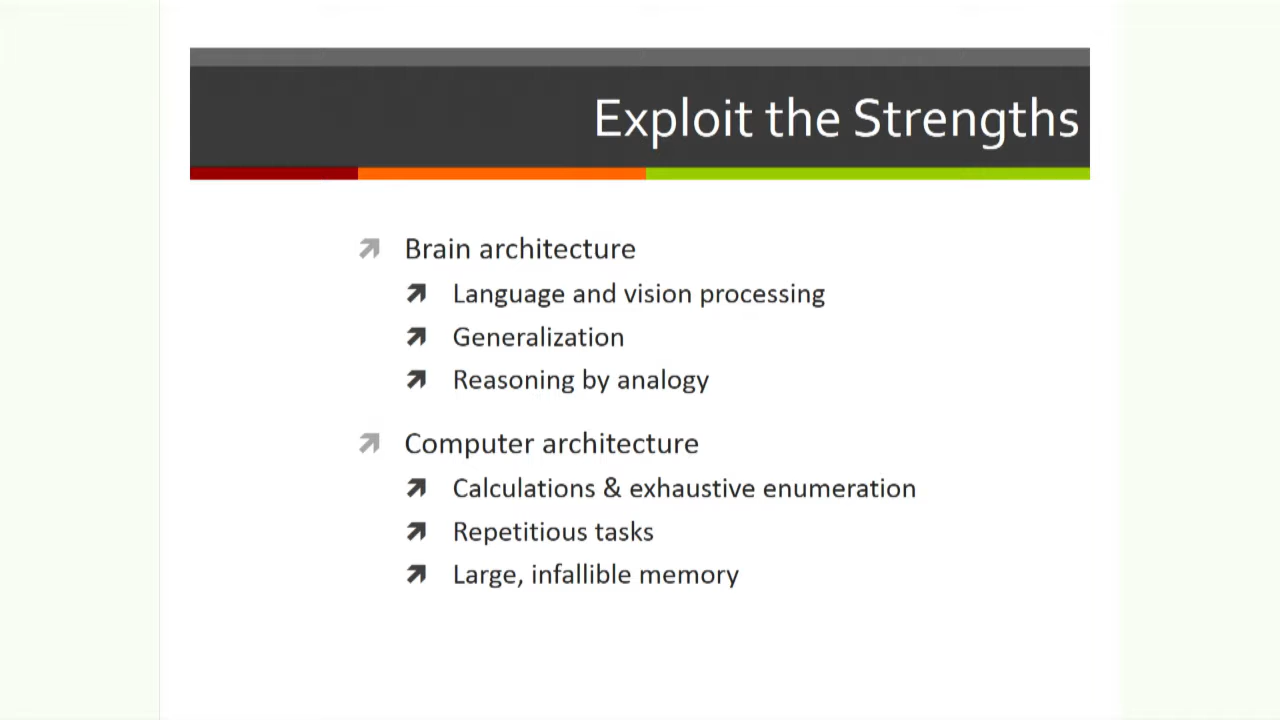 Exploit the Strengths
Brain architecture
Language and vision processing
Generalization
Reasoning by analogy
Computer architecture
Calculations & exhaustive enumeration
Repetitious tasks
Large, infallible memory